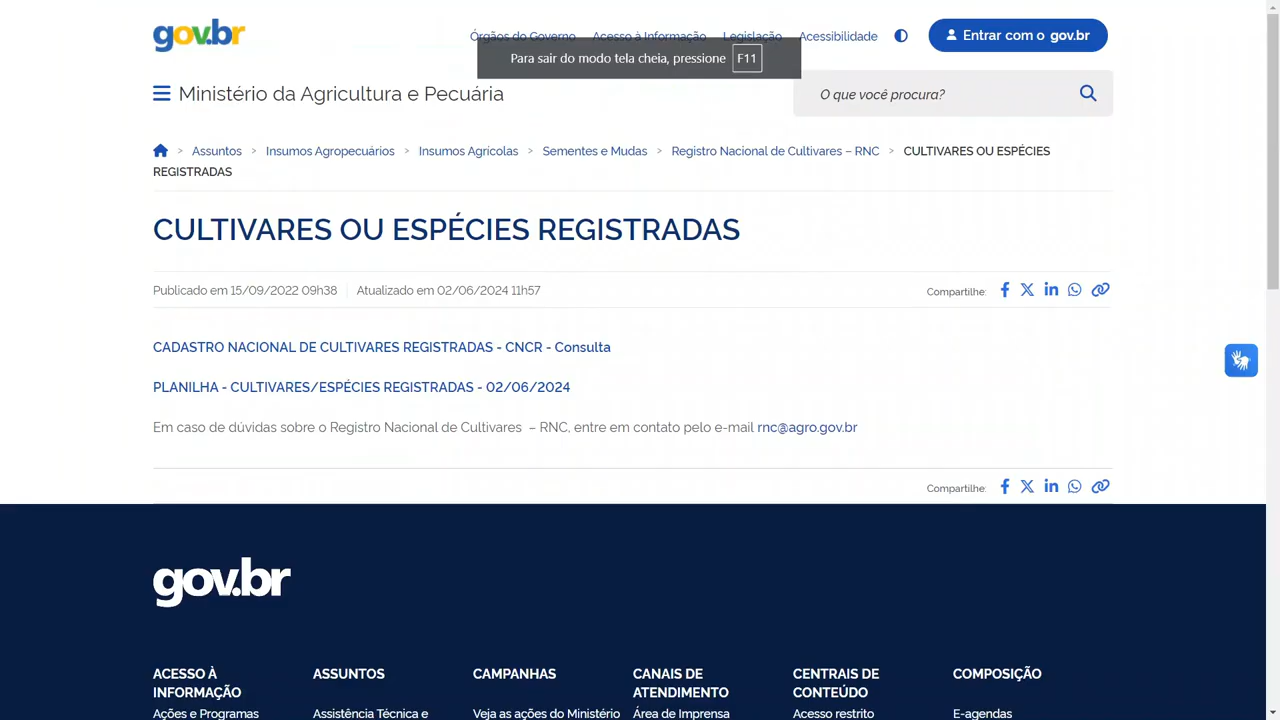 gov.br
Órgãos do Governo Acesso à Informação Legislação Acessibilidade Entrar com o gov.br
Para sair do modo tela cheia, pressione F11
Ministério da Agricultura e Pecuária
O que você procura?
> Assuntos > Insumos Agropecuários > Insumos Agrícolas > Sementes e Mudas > Registro Nacional de Cultivares – RNC > CULTIVARES OU ESPÉCIES
REGISTRADAS
CULTIVARES OU ESPÉCIES REGISTRADAS
Publicado em 15/09/2022 09h38 Atualizado em 02/06/2024 11h57
Compartilhe:
CADASTRO NACIONAL DE CULTIVARES REGISTRADAS - CNCR - Consulta
PLANILHA - CULTIVARES/ESPÉCIES REGISTRADAS - 02/06/2024
Em caso de dúvidas sobre o Registro Nacional de Cultivares – RNC, entre em contato pelo e-mail rnc@agro.gov.br
Compartilhe:
gov.br
ACESSO À
INFORMAÇÃO
Ações e Programas
ASSUNTOS
Assistência Técnica e
CAMPANHAS
Veja as ações do Ministério
CANAIS DE
ATENDIMENTO
Área de Imprensa
CENTRAIS DE
CONTEÚDO
Acesso restrito
COMPOSIÇÃO
E-agendas